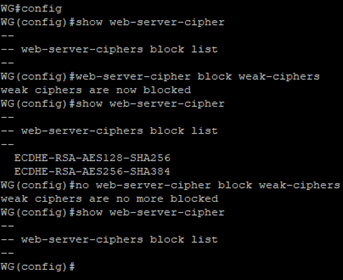 WG#config
WG(config)#show web-server-cipher
--
-- web-server-ciphers block list
--
WG(config)#web-server-cipher block weak-ciphers
weak ciphers are now blocked
WG(config)#show web-server-cipher
--
-- web-server-ciphers block list
--
  ECDHE-RSA-AES128-SHA256
  ECDHE-RSA-AES256-SHA384
WG(config)#no web-server-cipher block weak-ciphers
weak ciphers are no more blocked
WG(config)#show web-server-cipher
--
-- web-server-ciphers block list
--
WG(config)#